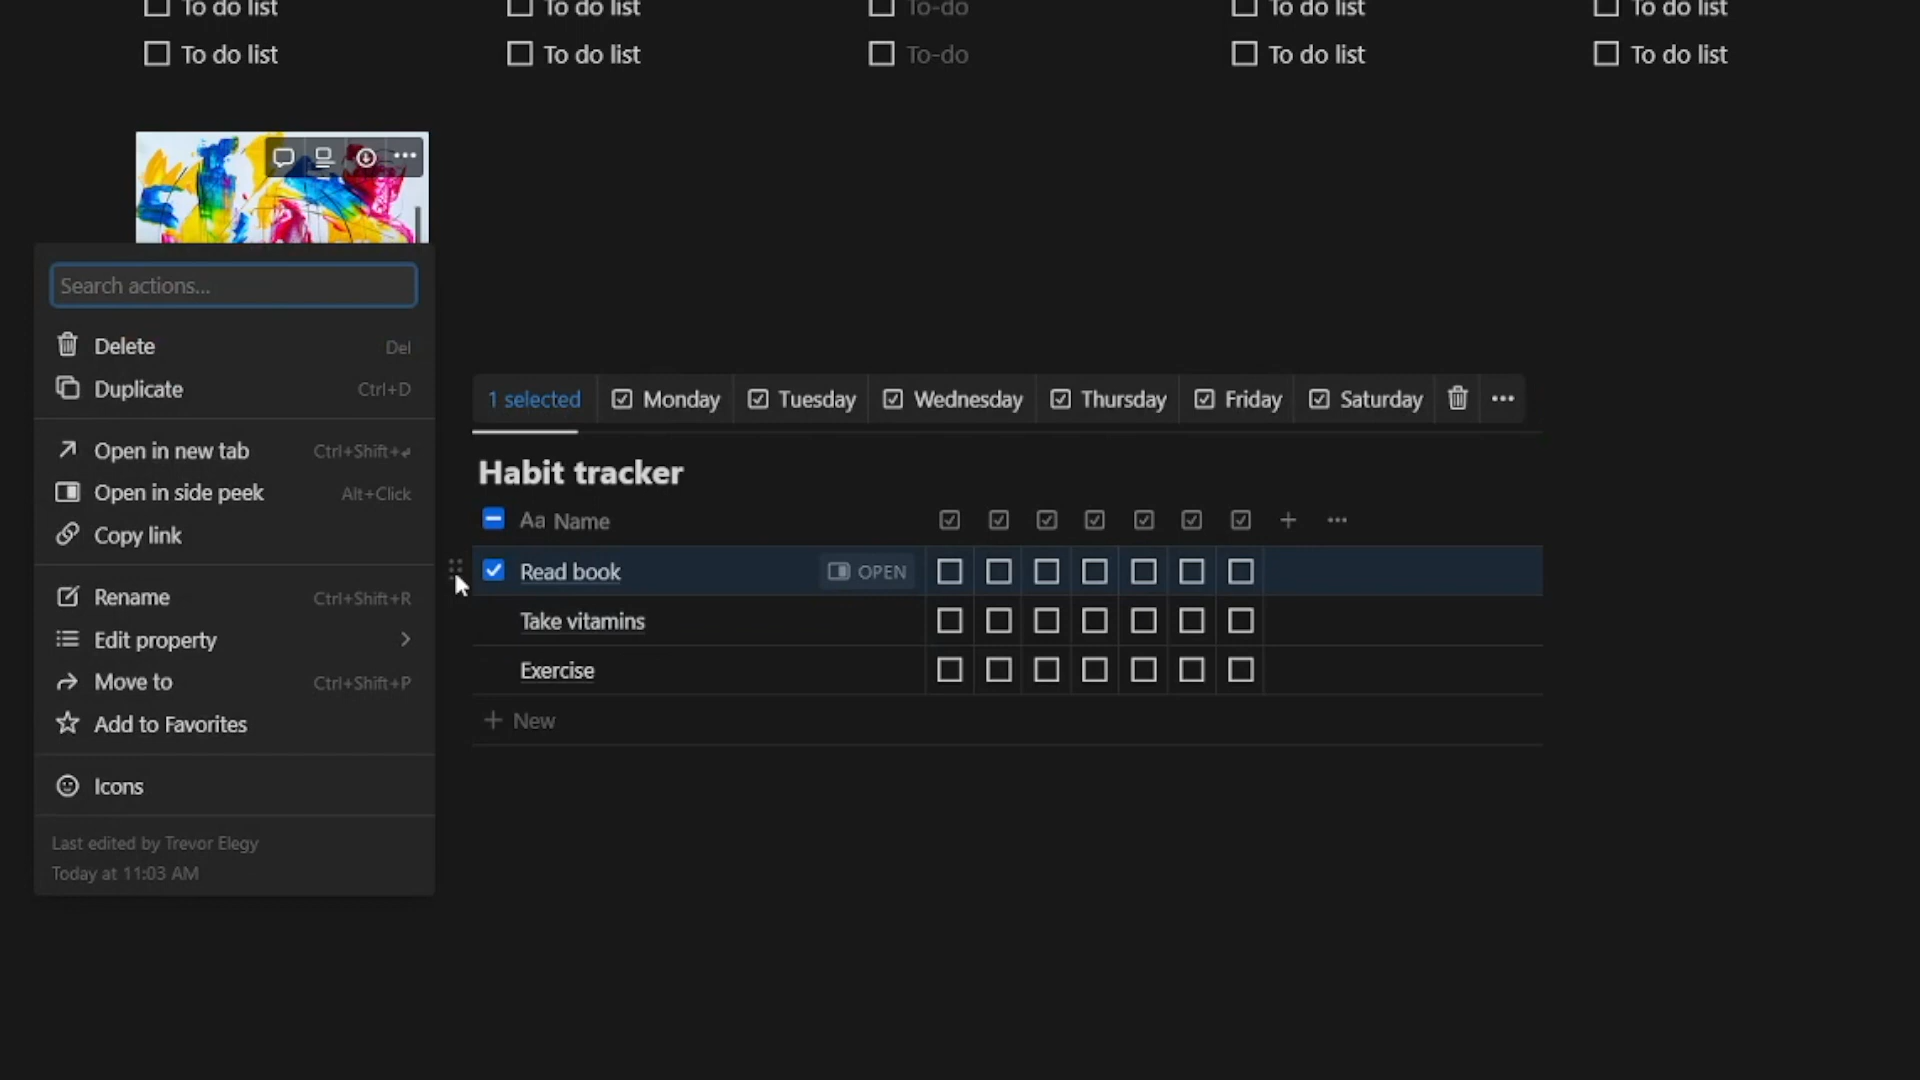 To do list To do list To-do To do list To do list
To do list To do list To-do To do list To do list
Search actions...
Delete Del
Duplicate Ctrl+D
Open in new tab Ctrl+Shift+↵
Open in side peek Alt+Click
Copy link
Rename Ctrl+Shift+R
Edit property
Move to Ctrl+Shift+P
Add to Favorites
Icons
Last edited by Trevor Elegy
Today at 11:03 AM
1 selected Monday Tuesday Wednesday Thursday Friday Saturday
Habit tracker
Aa Name
Read book OPEN
Take vitamins
Exercise
+ New